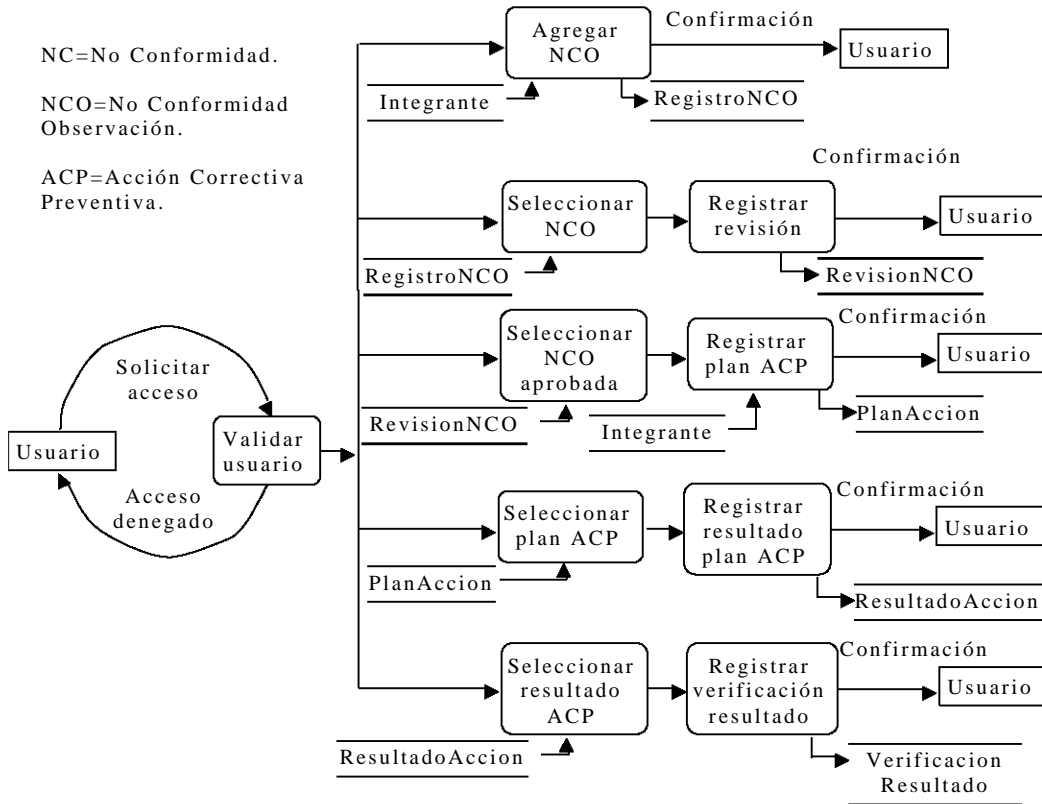 NC=No Conformidad.
NCO=No Conformidad
Observación.
ACP=Acción Correctiva
Preventiva.
Agregar
NCO
Confirmación
Usuario
Integrante
RegistroNCO
Seleccionar
NCO
Registrar
revisión
Confirmación
Usuario
RegistroNCO
RevisionNCO
Seleccionar
NCO
aprobada
Registrar
plan ACP
Confirmación
Usuario
RevisionNCO
Integrante
PlanAccion
Solicitar
acceso
Usuario
Validar
usuario
Acceso
denegado
Seleccionar
plan ACP
Registrar
resultado
plan ACP
Confirmación
Usuario
PlanAccion
ResultadoAccion
Seleccionar
resultado
ACP
Registrar
verificación
resultado
Confirmación
Usuario
ResultadoAccion
Verificacion
Resultado